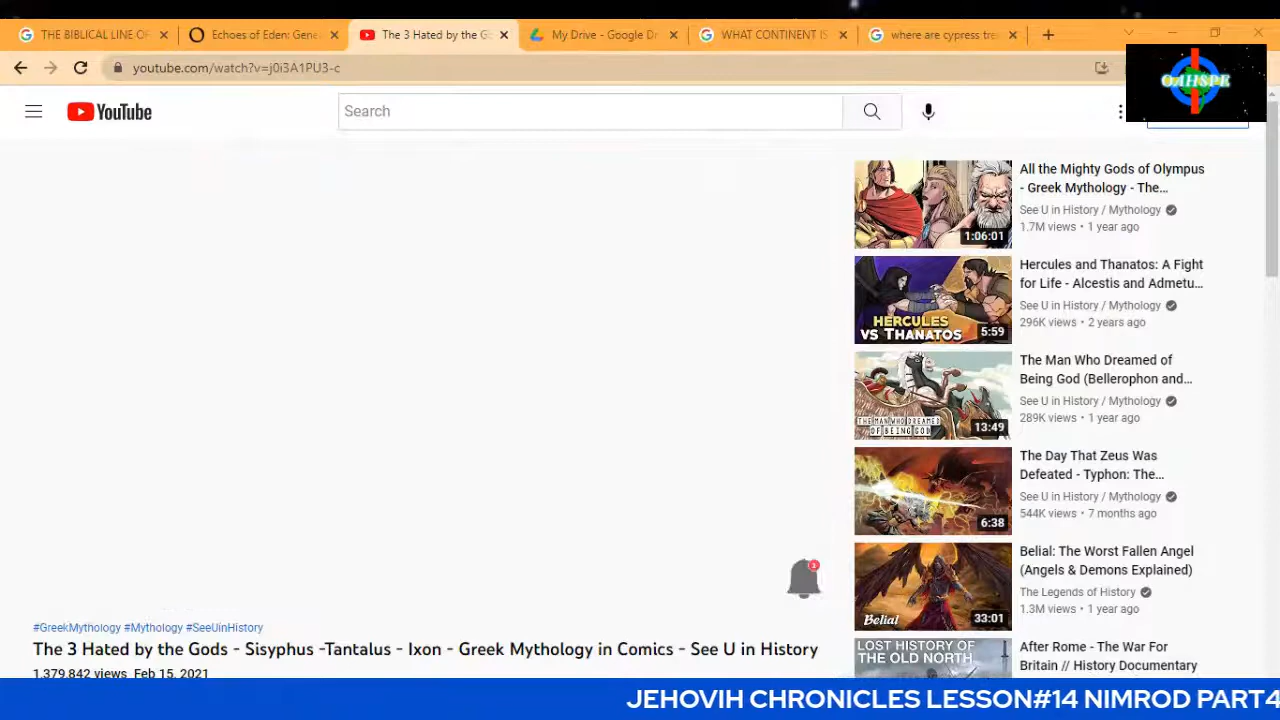 THE BIBLICAL LINE OF
Echoes of Eden: Gene
The 3 Hated by the G
My Drive - Google Dr
WHAT CONTINENT IS
where are cypress tre
youtube.com/watch?v=j0i3A1PU3-c
OAHSPE
YouTube
Search
All the Mighty Gods of Olympus
- Greek Mythology - The...
See U in History / Mythology
1.7M views • 1 year ago
1:06:01
Hercules and Thanatos: A Fight
for Life - Alcestis and Admetu...
See U in History / Mythology
296K views • 2 years ago
HERCULES
VS THANATOS
5:59
The Man Who Dreamed of
Being God (Bellerophon and...
See U in History / Mythology
289K views • 1 year ago
THE MAN WHO DREAMED
OF BEING GOD
13:49
The Day That Zeus Was
Defeated - Typhon: The...
See U in History / Mythology
544K views • 7 months ago
6:38
Belial: The Worst Fallen Angel
(Angels & Demons Explained)
The Legends of History
1.3M views • 1 year ago
Belial
33:01
After Rome - The War For
Britain // History Documentary
LOST HISTORY
OF THE OLD NORTH
1
#GreekMythology #Mythology #SeeUinHistory
The 3 Hated by the Gods - Sisyphus -Tantalus - Ixon - Greek Mythology in Comics - See U in History
1,379,842 views Feb 15, 2021
JEHOVIH CHRONICLES LESSON#14 NIMROD PART4